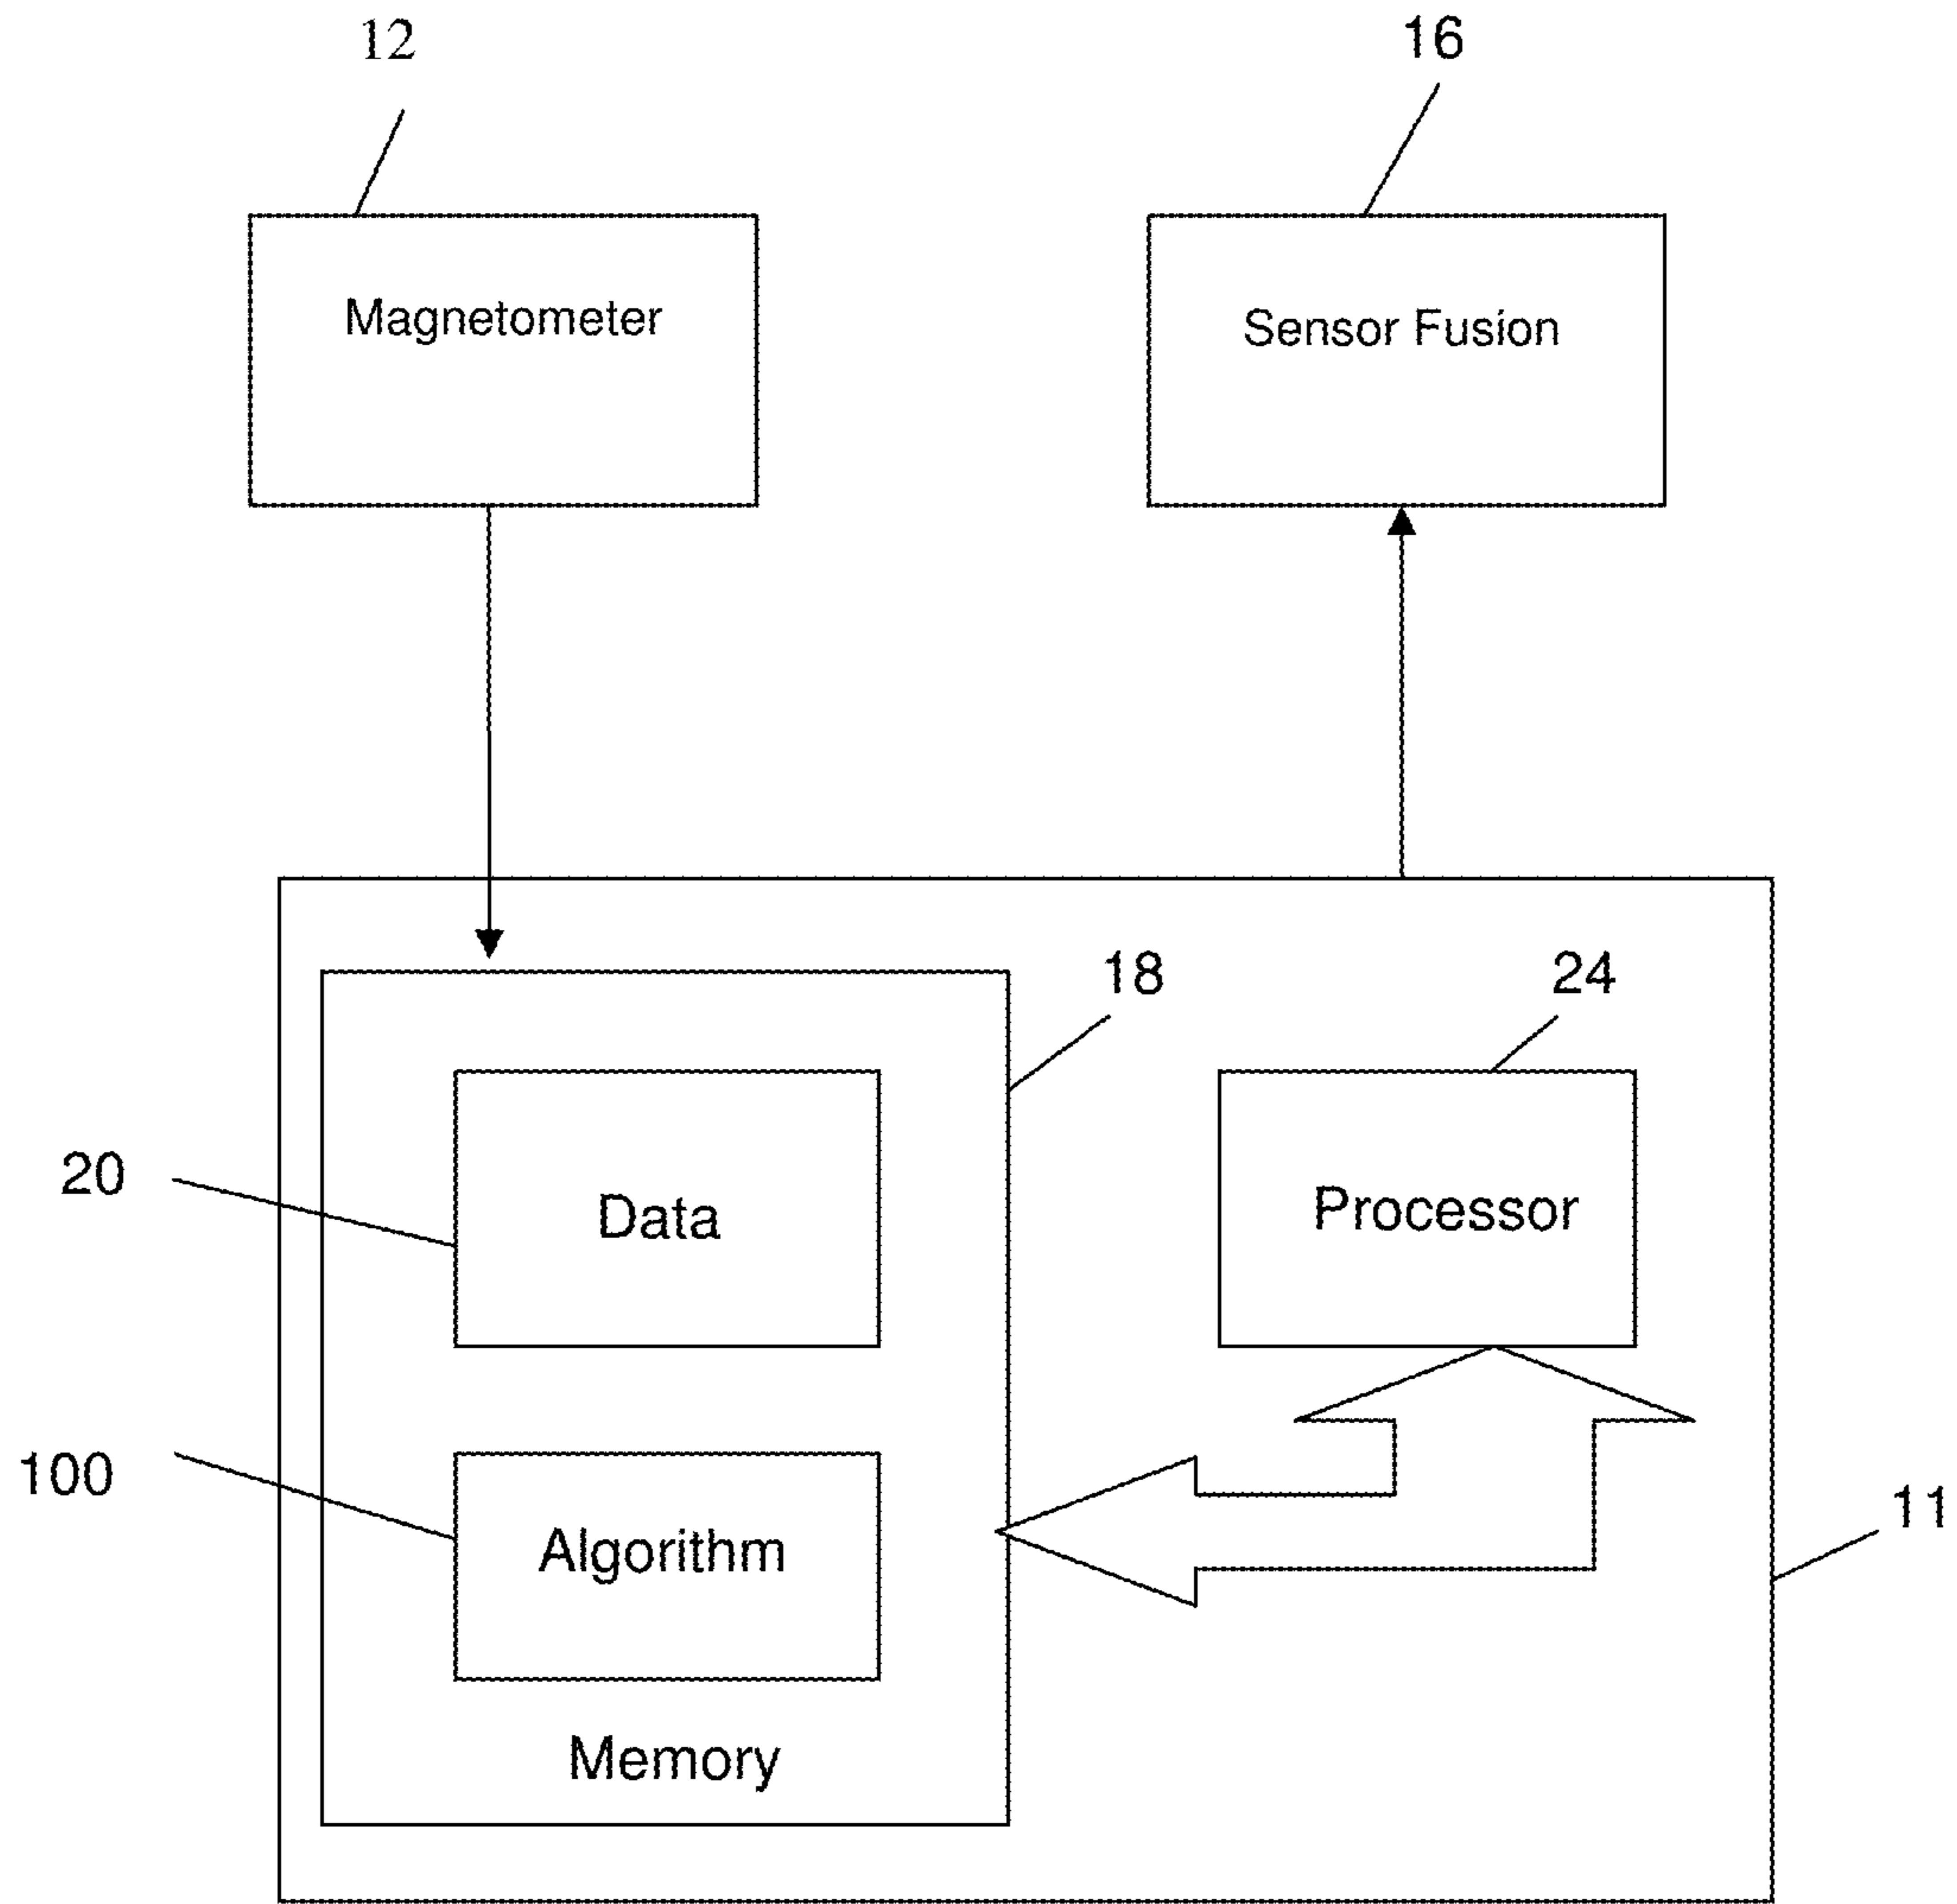 12
16
Magnetometer
Sensor Fusion
18
24
20
Data
Processor
100
Algorithm
11
Memory